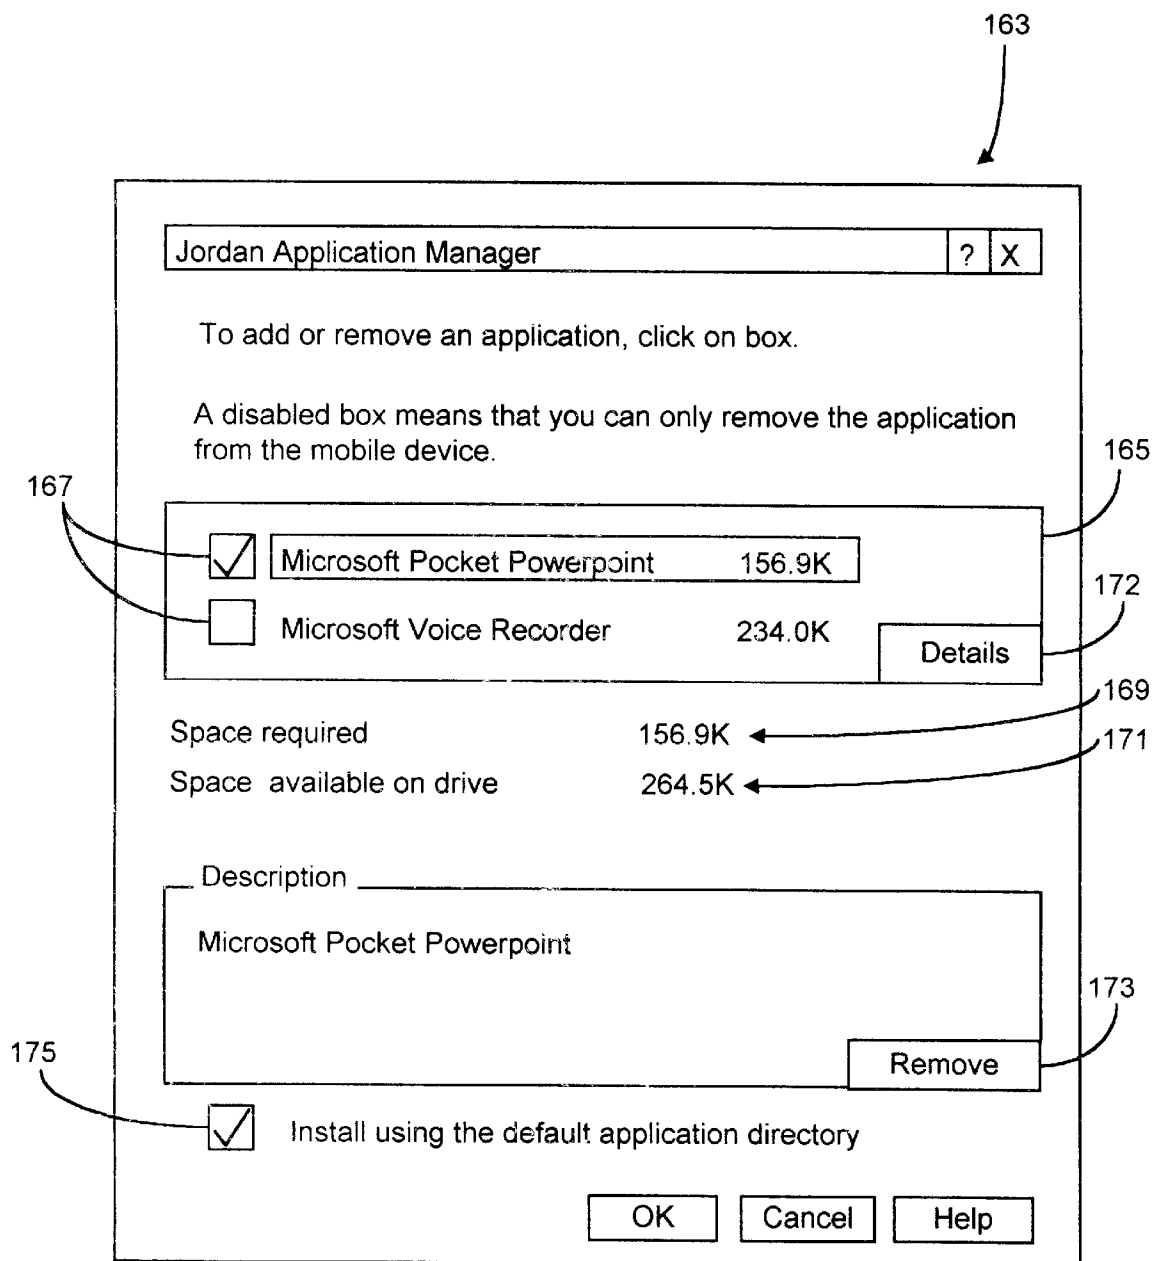 163
Jordan Application Manager ? X
To add or remove an application, click on box.
A disabled box means that you can only remove the application
from the mobile device.
165
167
Microsoft Pocket Powerpoint 156.9K
172
Microsoft Voice Recorder 234.0K
Details
169
Space required 156.9K
171
Space available on drive 264.5K
Description
Microsoft Pocket Powerpoint
173
Remove
175
Install using the default application directory
OK Cancel Help